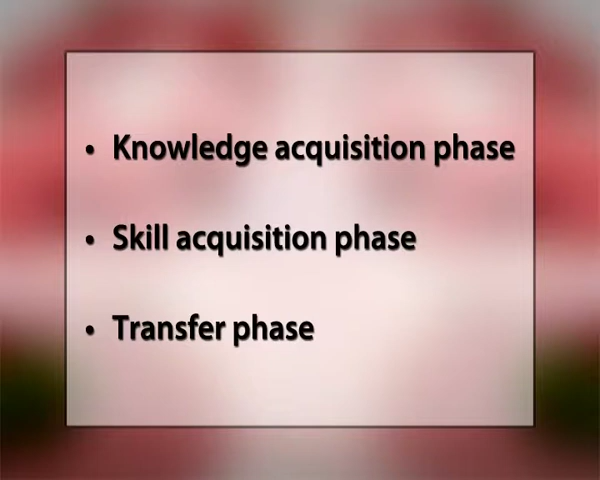 • Knowledge acquisition phase
• Skill acquisition phase
• Transfer phase